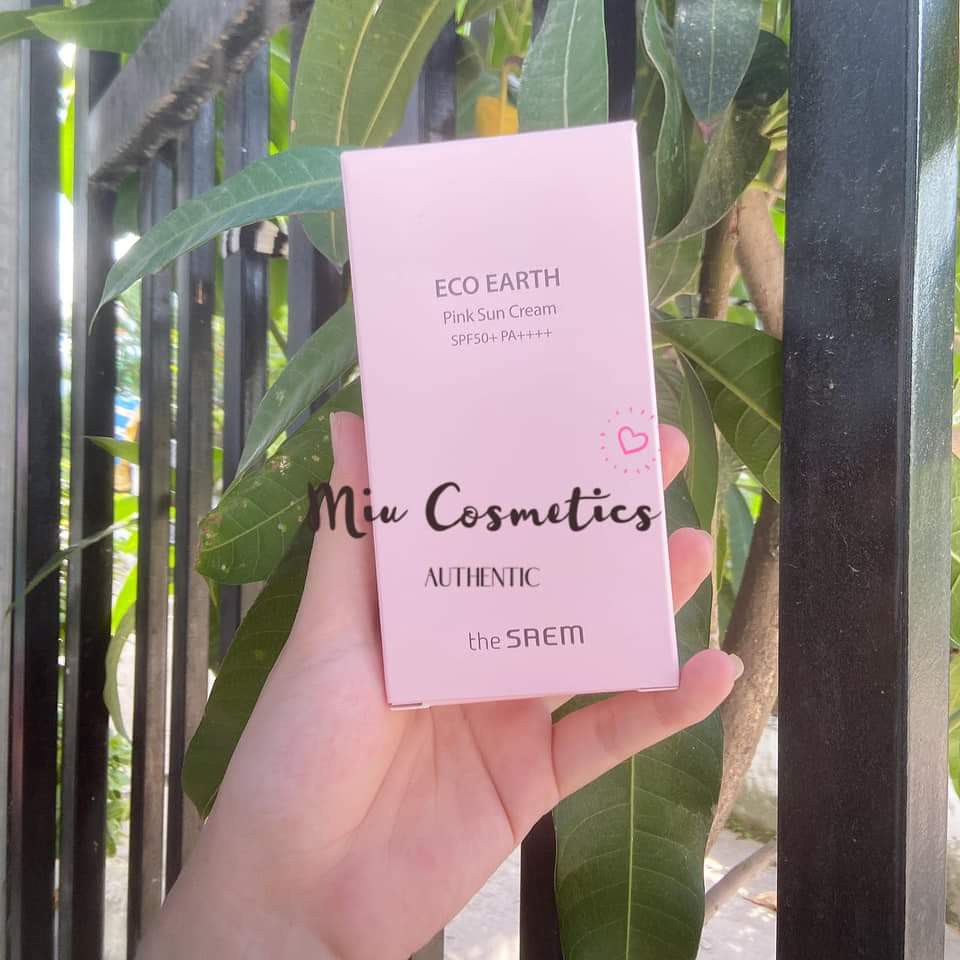 ECO EARTH
Pink Sun Cream
SPF50+ PA++++
Miu Cosmetics
AUTHENTIC
the SAEM